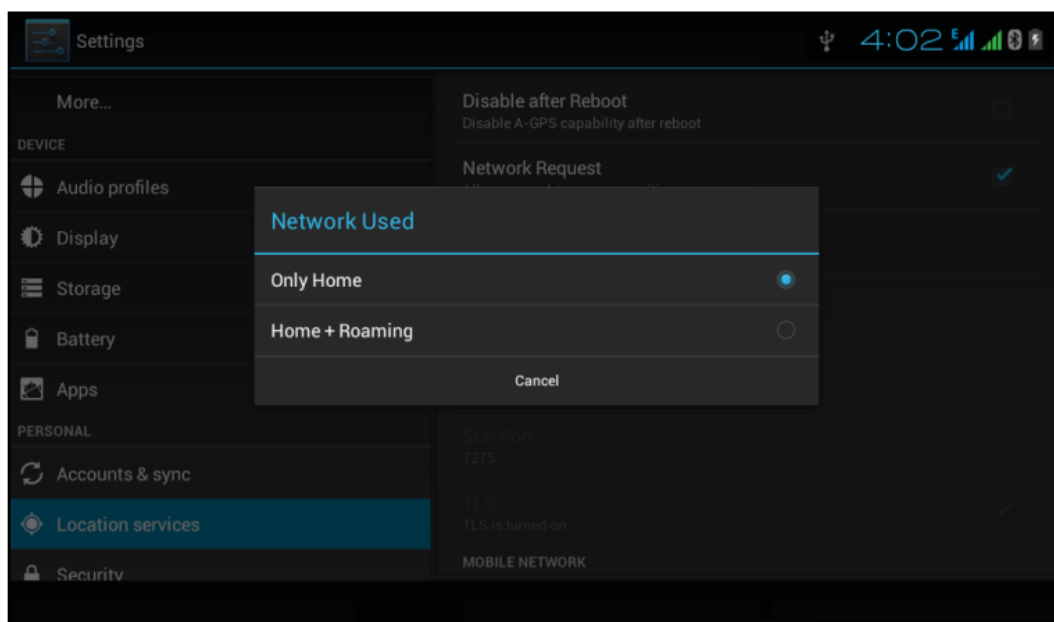 Settings
4:02
E
More...
DEVICE
Audio profiles
Display
Storage
Battery
Apps
PERSONAL
Accounts & sync
Location services
Security
Disable after Reboot
Disable A-GPS capability after reboot
Network Request
Network Used
Only Home
Home + Roaming
Cancel
SLP Port
7275
TLS
TLS is turned on
MOBILE NETWORK